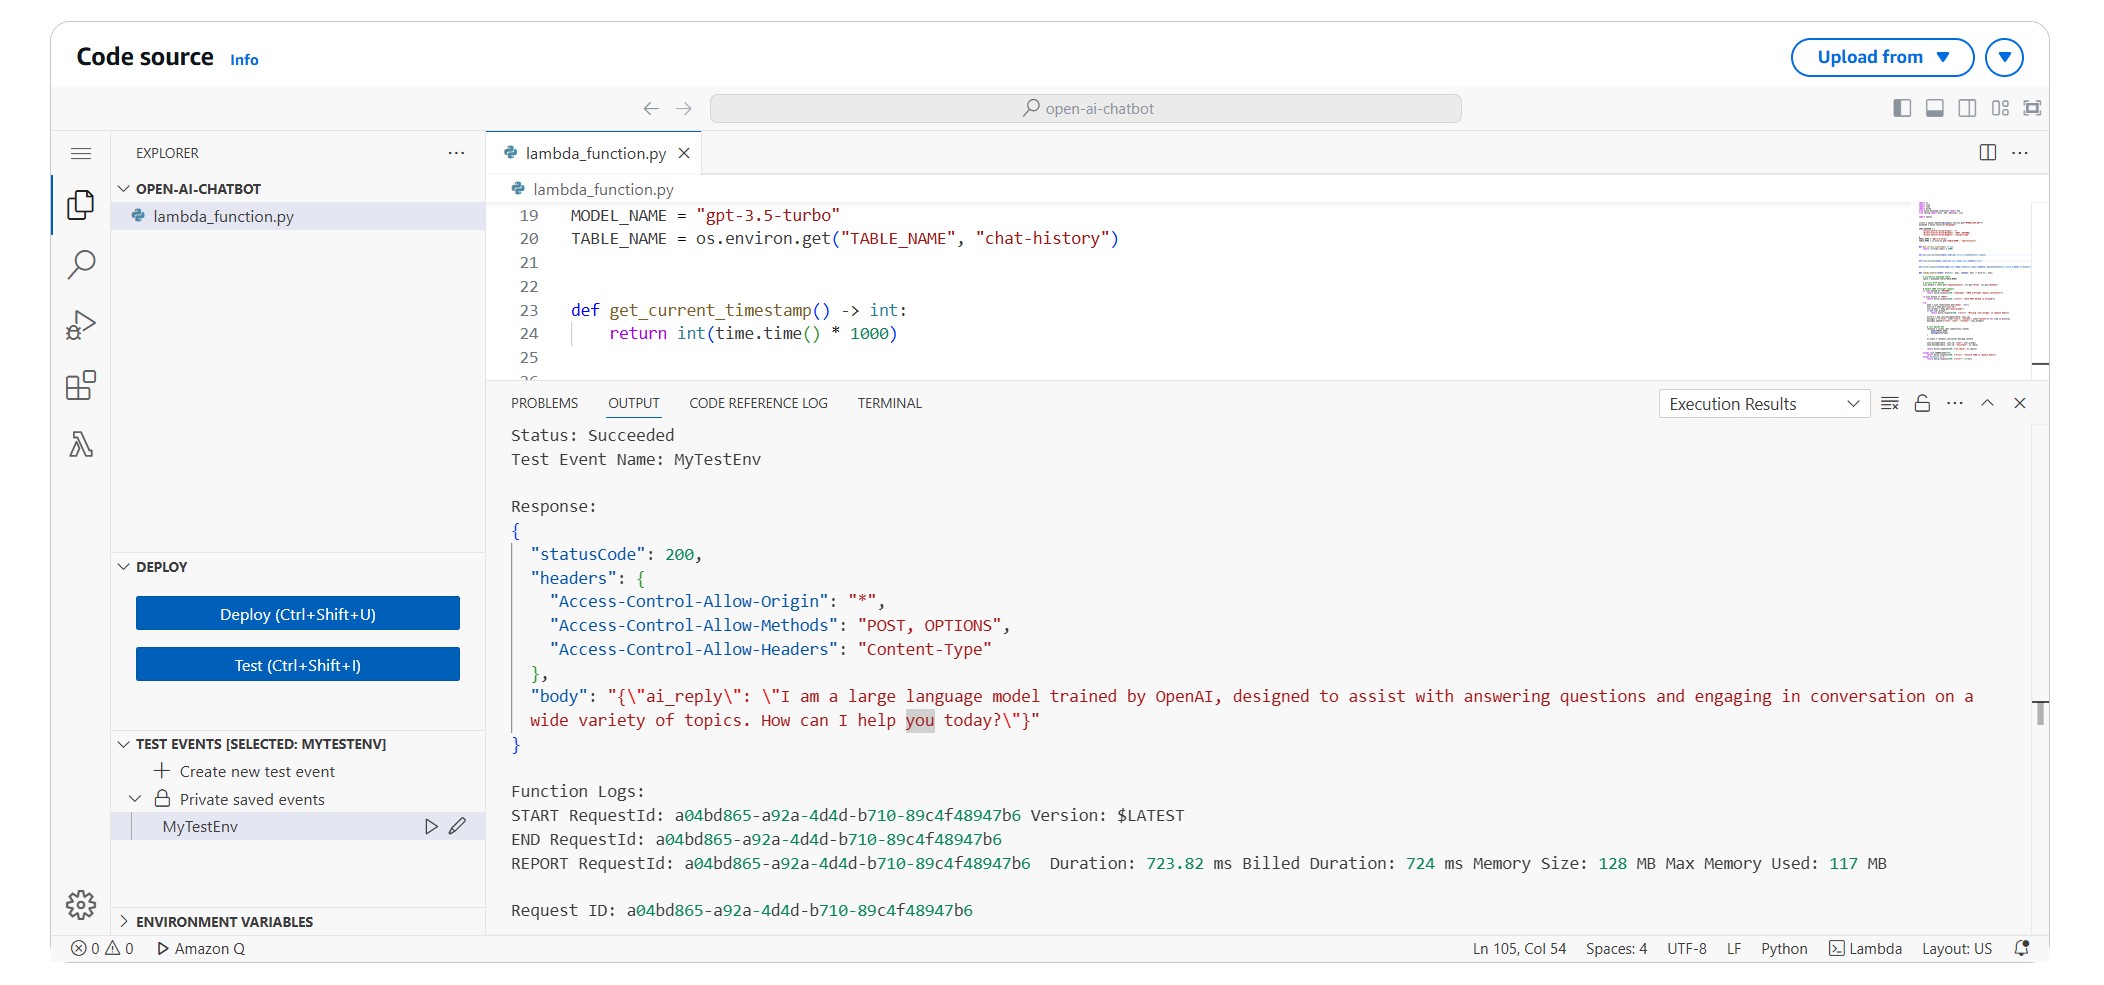 Code source Info
Upload from
open-ai-chatbot
EXPLORER
OPEN-AI-CHATBOT
lambda_function.py
lambda_function.py
lambda_function.py
19 MODEL_NAME = "gpt-3.5-turbo"
20 TABLE_NAME = os.environ.get("TABLE_NAME", "chat-history")
21
22
23 def get_current_timestamp() -> int:
24     return int(time.time() * 1000)
25
PROBLEMS OUTPUT CODE REFERENCE LOG TERMINAL
Execution Results
Status: Succeeded
Test Event Name: MyTestEnv
Response:
{
  "statusCode": 200,
  "headers": {
    "Access-Control-Allow-Origin": "*",
    "Access-Control-Allow-Methods": "POST, OPTIONS",
    "Access-Control-Allow-Headers": "Content-Type"
  },
  "body": "{\"ai_reply\": \"I am a large language model trained by OpenAI, designed to assist with answering questions and engaging in conversation on a
  wide variety of topics. How can I help you today?\"}"
}
Function Logs:
START RequestId: a04bd865-a92a-4d4d-b710-89c4f48947b6 Version: $LATEST
END RequestId: a04bd865-a92a-4d4d-b710-89c4f48947b6
REPORT RequestId: a04bd865-a92a-4d4d-b710-89c4f48947b6  Duration: 723.82 ms Billed Duration: 724 ms Memory Size: 128 MB Max Memory Used: 117 MB
Request ID: a04bd865-a92a-4d4d-b710-89c4f48947b6
DEPLOY
Deploy (Ctrl+Shift+U)
Test (Ctrl+Shift+I)
TEST EVENTS [SELECTED: MYTESTENV]
Create new test event
Private saved events
MyTestEnv
ENVIRONMENT VARIABLES
0 0 Amazon Q
Ln 105, Col 54 Spaces: 4 UTF-8 LF Python Lambda Layout: US